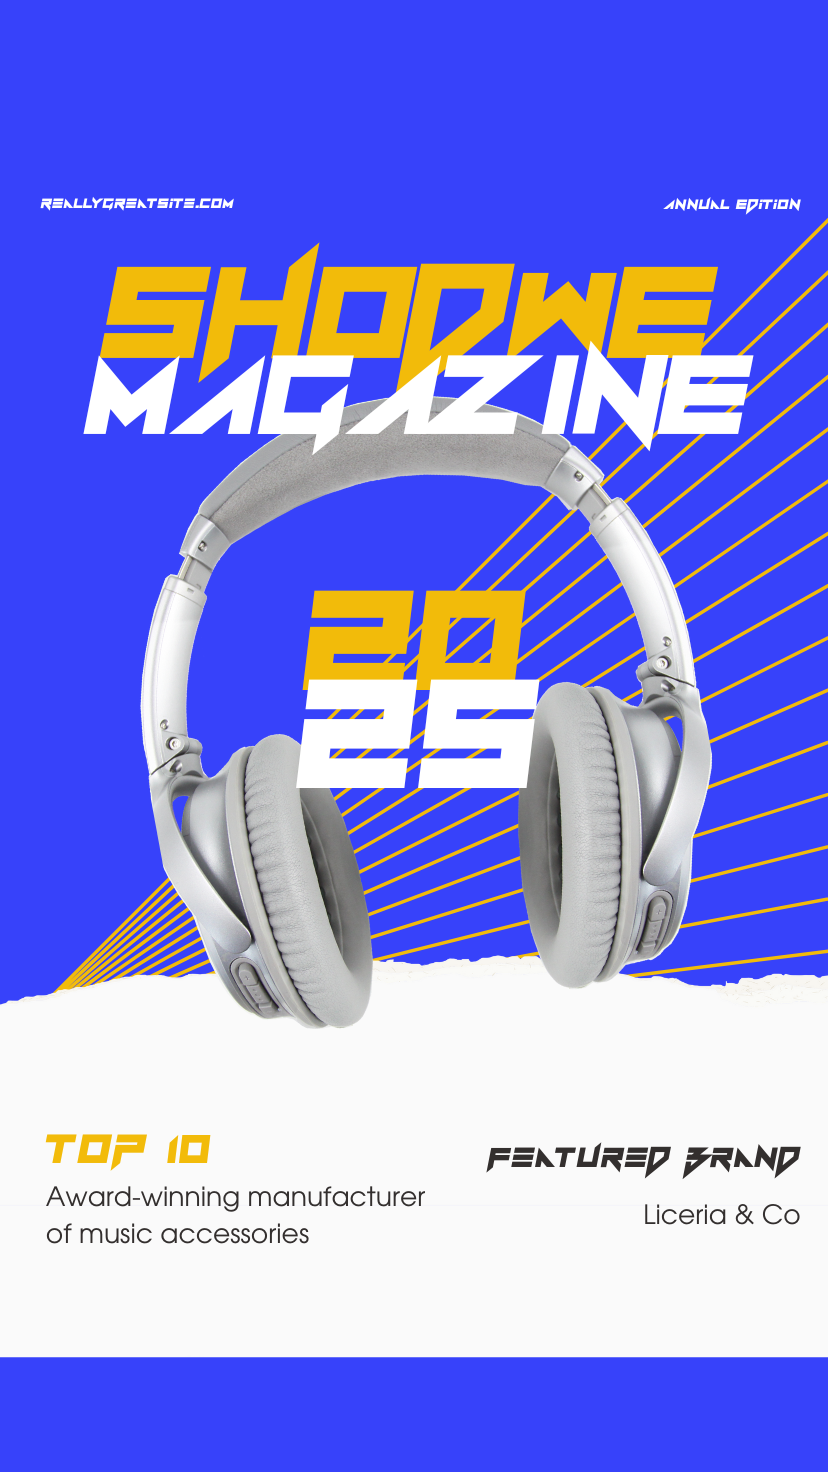 REALLYGREATSITE.COM
ANNUAL EDITION
SHODWE
MAGAZINE
20
25
TOP 10
Award-winning manufacturer
of music accessories
FEATURED BRAND
Liceria & Co